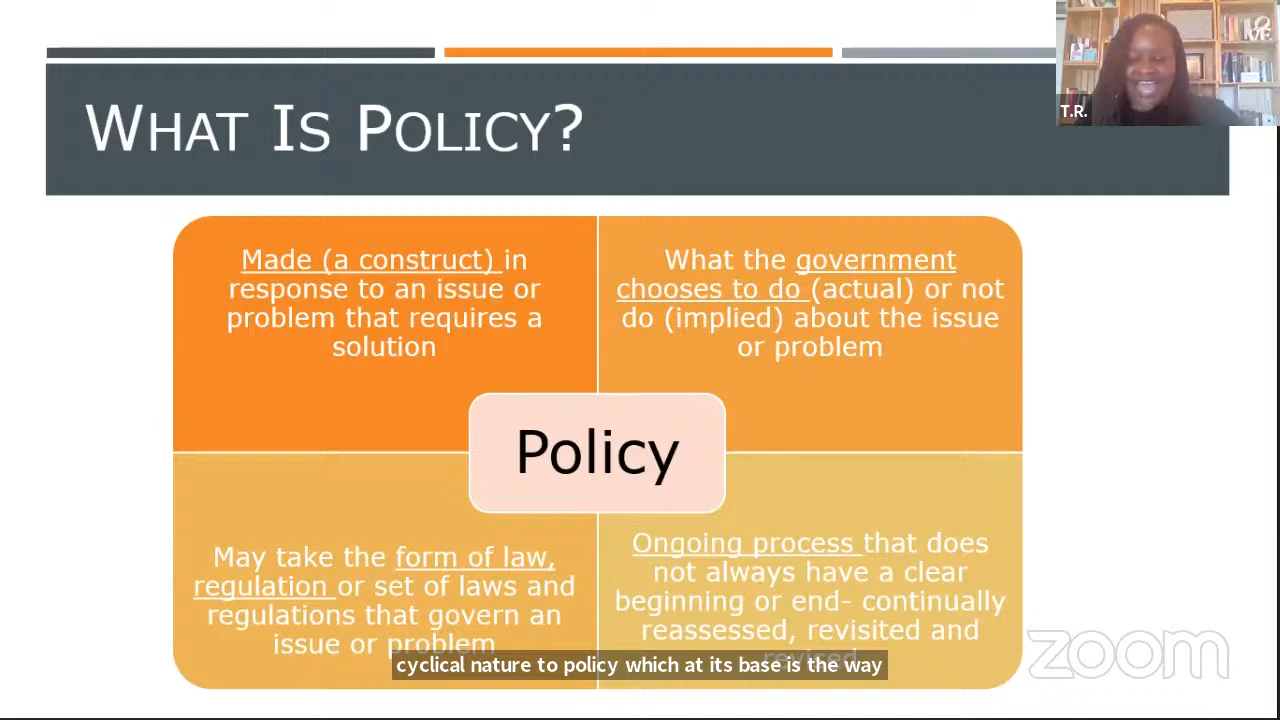 WHAT IS POLICY?
T.R.
Made (a construct) in
response to an issue or
problem that requires a
solution
What the government
chooses to do (actual) or not
do (implied) about the issue
or problem
Policy
May take the form of law,
regulation or set of laws and
regulations that govern an
issue or problem
Ongoing process that does
not always have a clear
beginning or end- continually
reassessed, revisited and
revised
cyclical nature to policy which at its base is the way
zoom